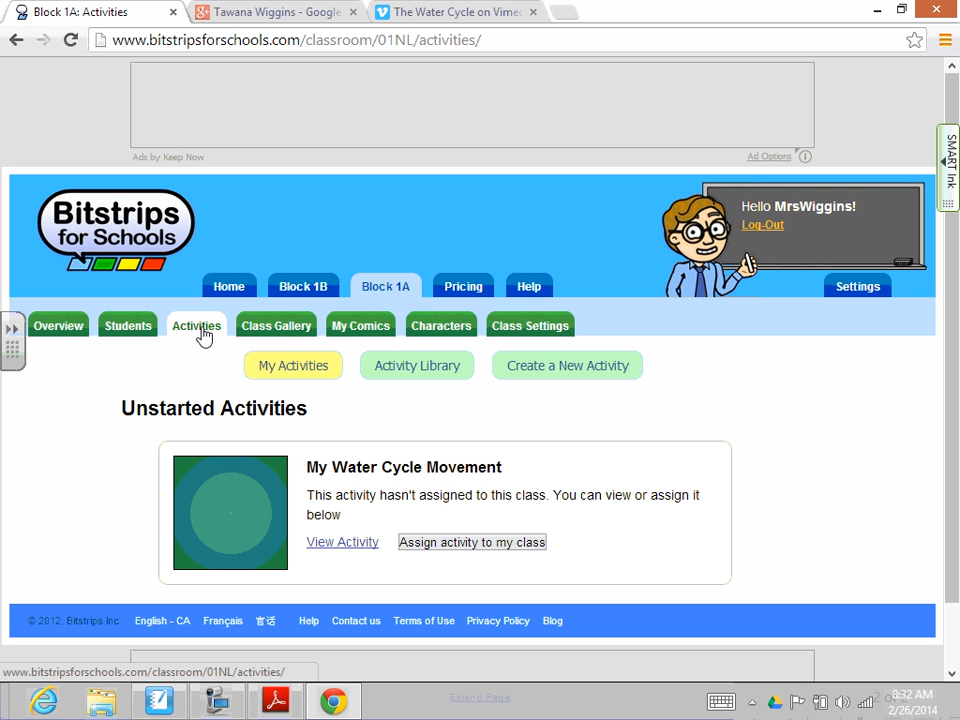 Block 1A: Activities
Tawana Wiggins - Google
The Water Cycle on Vimeo
www.bitstripsforschools.com/classroom/01NL/activities/
Ads by Keep Now
Ad Options
SMART Ink
Bitstrips
for Schools
Hello MrsWiggins!
Log-Out
Home
Block 1B
Block 1A
Pricing
Help
Settings
Overview
Students
Activities
Class Gallery
My Comics
Characters
Class Settings
My Activities
Activity Library
Create a New Activity
Unstarted Activities
My Water Cycle Movement
This activity hasn't assigned to this class. You can view or assign it
below
View Activity
Assign activity to my class
© 2012, Bitstrips Inc.
English - CA
Français
Help
Contact us
Terms of Use
Privacy Policy
Blog
www.bitstripsforschools.com/classroom/01NL/activities/
Extend Page
8:32 AM
2/26/2014